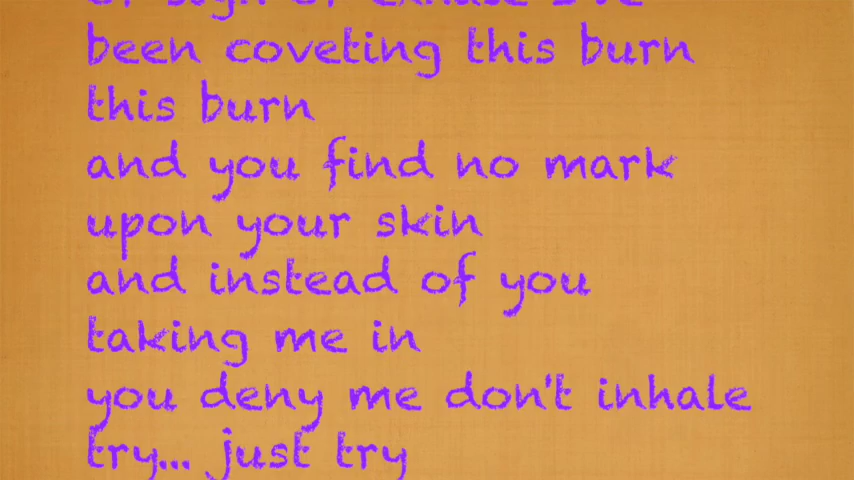 been coveting this burn
this burn
and you find no mark
upon your skin
and instead of you
taking me in
you deny me don't inhale
try... just try